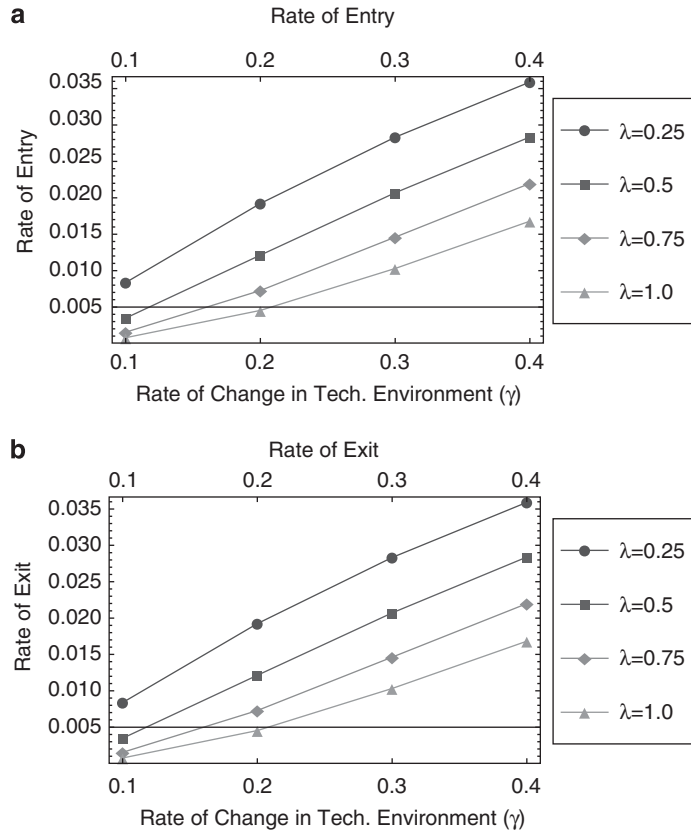 a
Rate of Entry
0.1 0.2 0.3 0.4
0.035
0.030
0.025
0.020
0.015
0.010
0.005
Rate of Entry
0.1 0.2 0.3 0.4
Rate of Change in Tech. Environment (γ)
λ=0.25
λ=0.5
λ=0.75
λ=1.0
b
Rate of Exit
0.1 0.2 0.3 0.4
0.035
0.030
0.025
0.020
0.015
0.010
0.005
Rate of Exit
0.1 0.2 0.3 0.4
Rate of Change in Tech. Environment (γ)
λ=0.25
λ=0.5
λ=0.75
λ=1.0